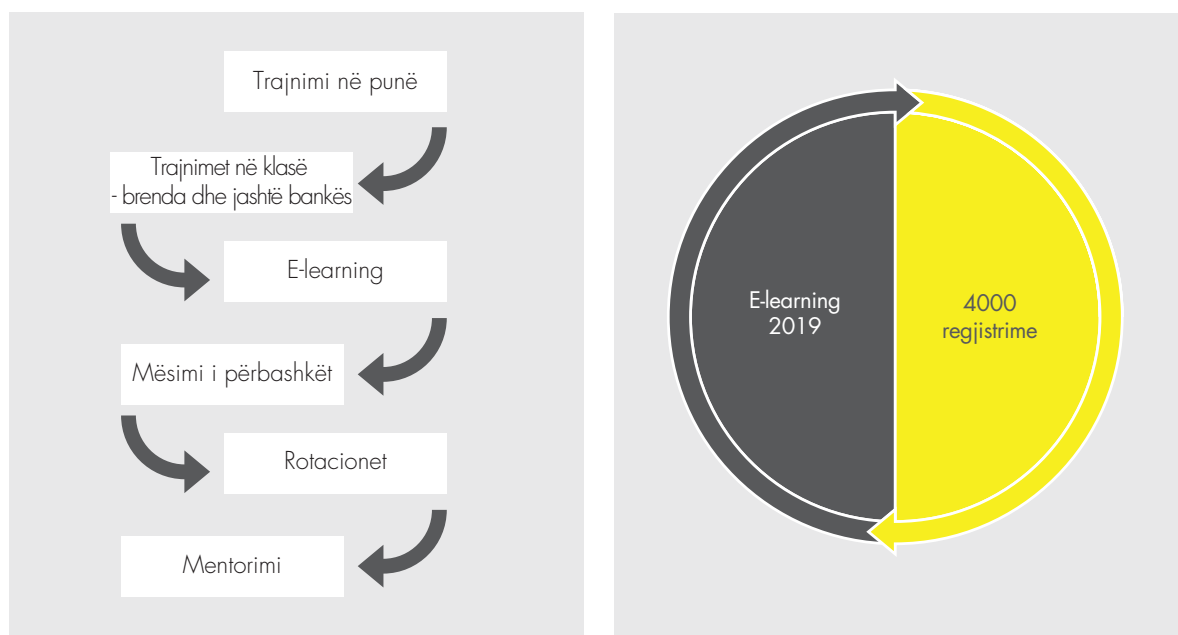 Trajnimi në punë
Trajnimet në klasë
- brenda dhe jashtë bankës
E-learning
Mësimi i përbashkët
Rotacionet
Mentorimi
E-learning
2019
4000
regjistrime